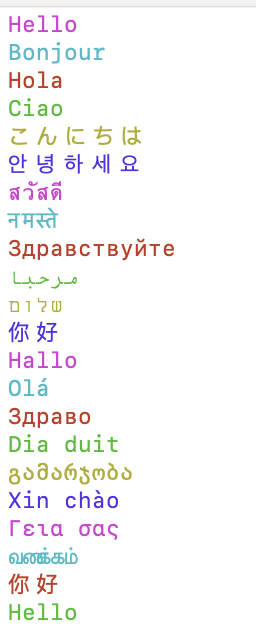 Hello
Bonjour
Hola
Ciao
こんにちは
안녕하세요
สวัสดี
नमस्ते
Здравствуйте
مرحبا
שלום
你好
Hallo
Olá
Здраво
Dia duit
გამარჯობა
Xin chào
Γεια σας
வணக்கம்
你好
Hello